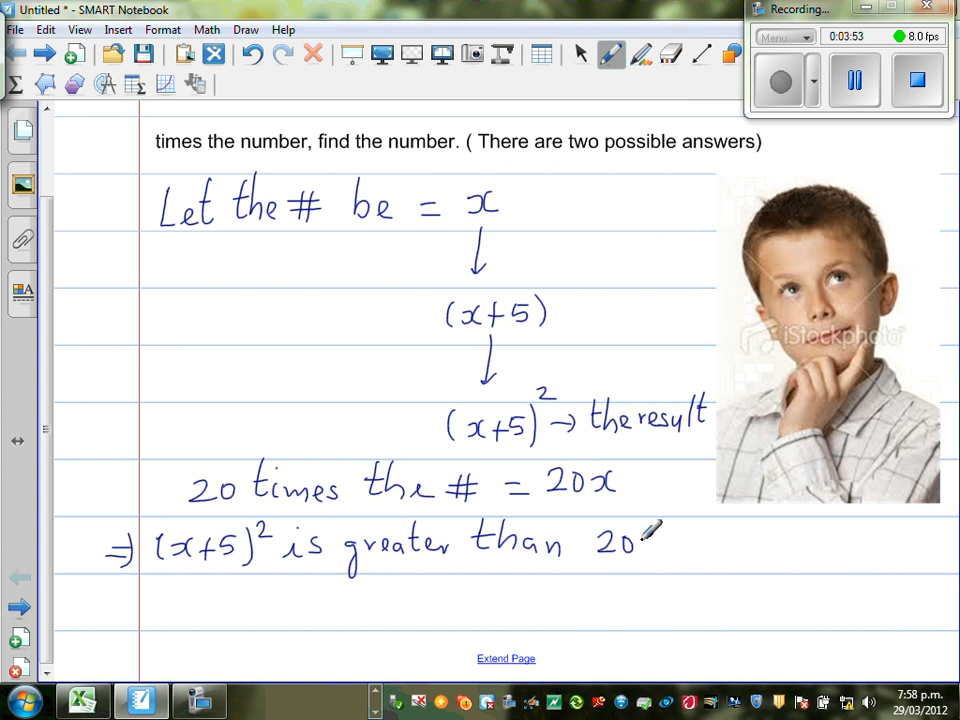 Untitled * - SMART Notebook
Recording...
File Edit View Insert Format Math Draw Help
Menu
0:03:53
8.0 fps
times the number, find the number. ( There are two possible answers)
Let the # be = x
(x+5)
(x+5)² → the result
20 times the # = 20x
⇒ (x+5)² is greater than 20
iStockphoto
Extend Page
7:58 p.m.
29/03/2012